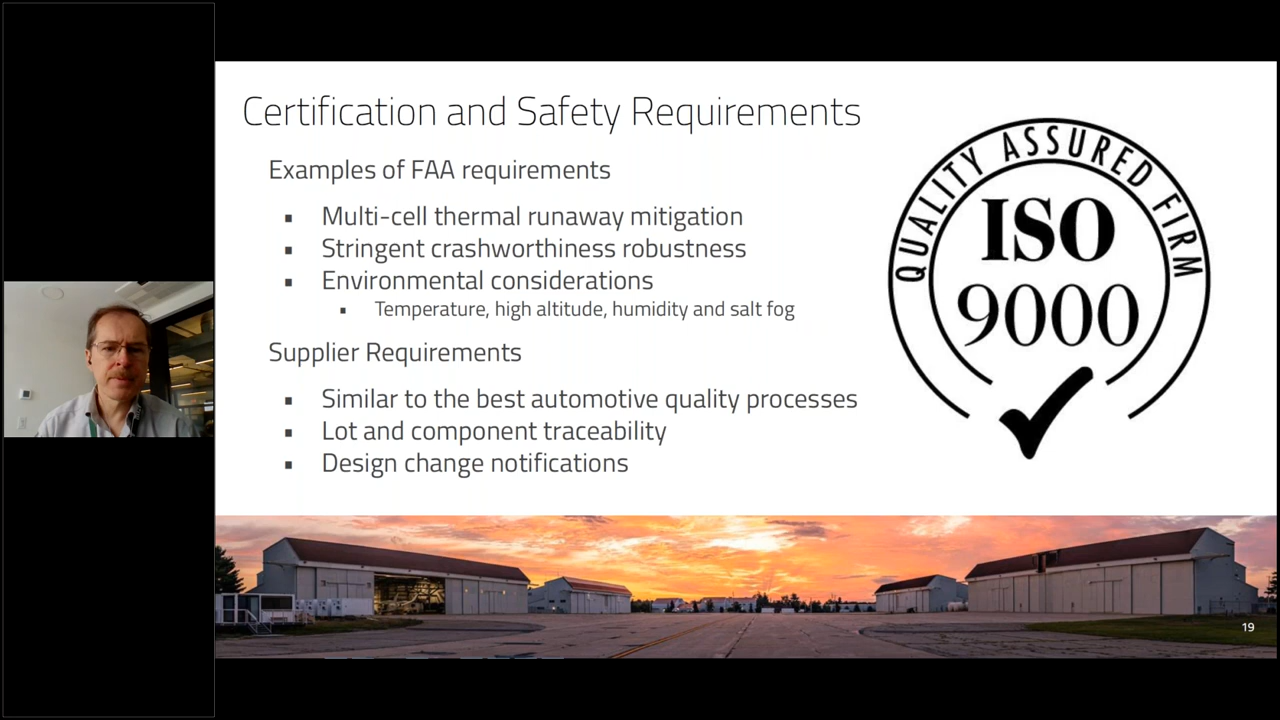 Certification and Safety Requirements
Examples of FAA requirements
▪ Multi-cell thermal runaway mitigation
▪ Stringent crashworthiness robustness
▪ Environmental considerations
▪ Temperature, high altitude, humidity and salt fog
Supplier Requirements
▪ Similar to the best automotive quality processes
▪ Lot and component traceability
▪ Design change notifications
QUALITY ASSURED FIRM
ISO
9000
19